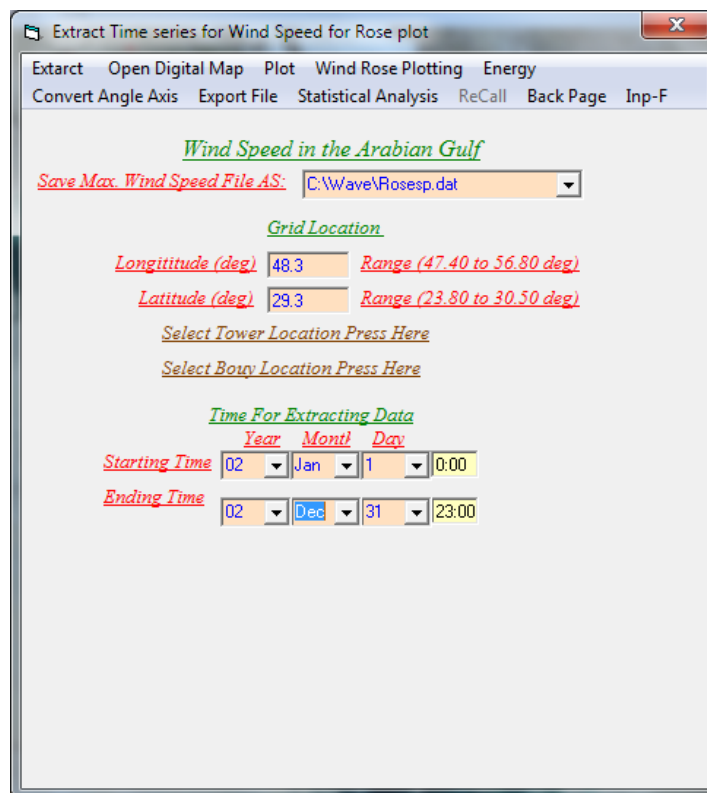 Extract Time series for Wind Speed for Rose plot
Extarct Open Digital Map Plot Wind Rose Plotting Energy
Convert Angle Axis Export File Statistical Analysis ReCall Back Page Inp-F
Wind Speed in the Arabian Gulf
Save Max. Wind Speed File AS: C:\Wave\Rosesp.dat
Grid Location
Longititude (deg) 48.3 Range (47.40 to 56.80 deg)
Latitude (deg) 29.3 Range (23.80 to 30.50 deg)
Select Tower Location Press Here
Select Bouy Location Press Here
Time For Extracting Data
Year Month Day
Starting Time 02 Jan 1 0:00
Ending Time 02 Dec 31 23:00